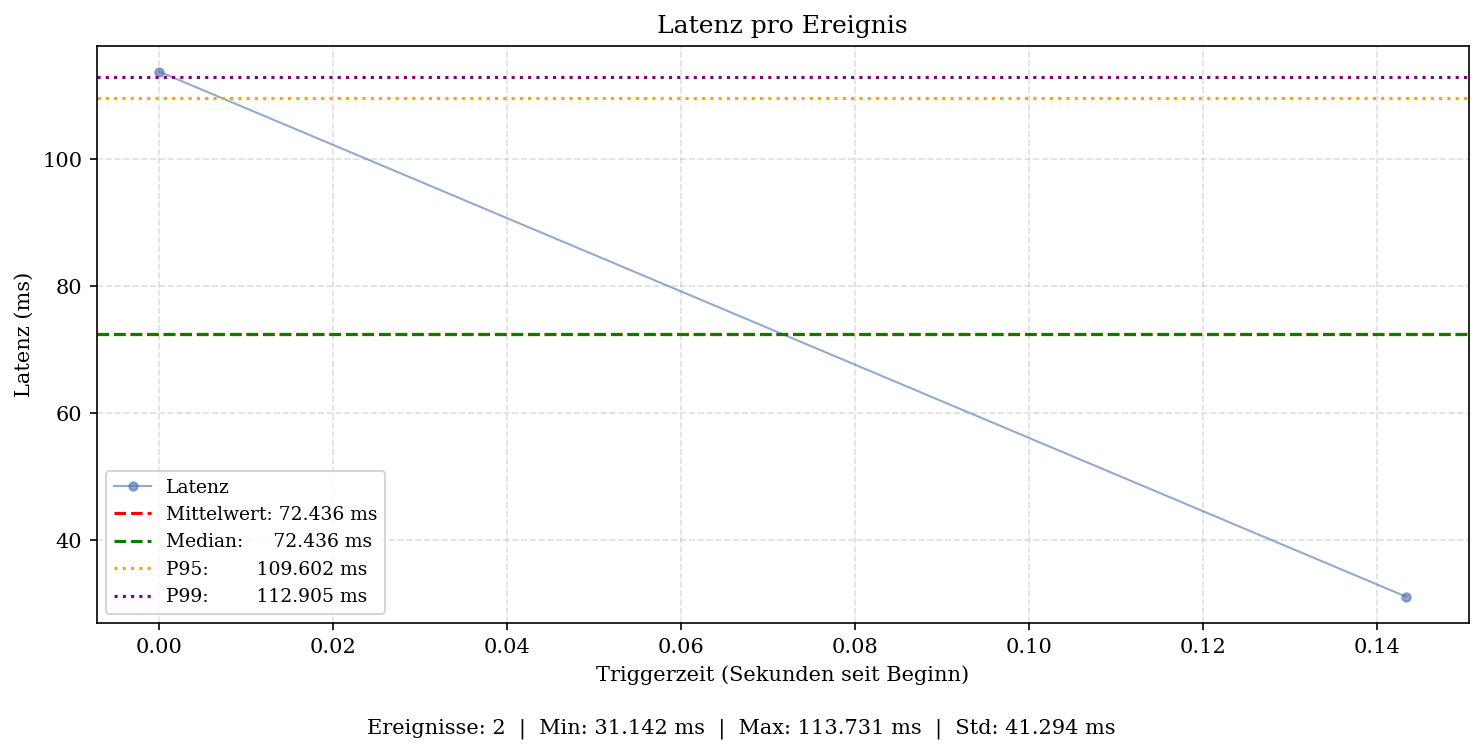 Latenz pro Ereignis
Latenz (ms)
100
80
60
40
Latenz
Mittelwert: 72.436 ms
Median: 72.436 ms
P95: 109.602 ms
P99: 112.905 ms
0.00 0.02 0.04 0.06 0.08 0.10 0.12 0.14
Triggerzeit (Sekunden seit Beginn)
Ereignisse: 2 | Min: 31.142 ms | Max: 113.731 ms | Std: 41.294 ms